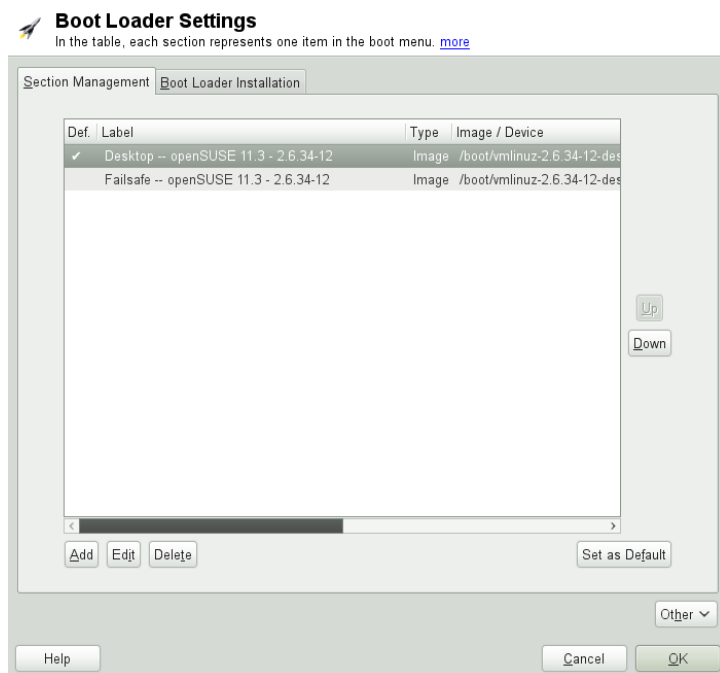 Boot Loader Settings
In the table, each section represents one item in the boot menu. more
Section Management Boot Loader Installation
Def. Label Type Image / Device
✔ Desktop -- openSUSE 11.3 - 2.6.34-12 Image /boot/vmlinuz-2.6.34-12-des
Failsafe -- openSUSE 11.3 - 2.6.34-12 Image /boot/vmlinuz-2.6.34-12-des
Up
Down
Add Edit Delete Set as Default
Other
Help Cancel OK